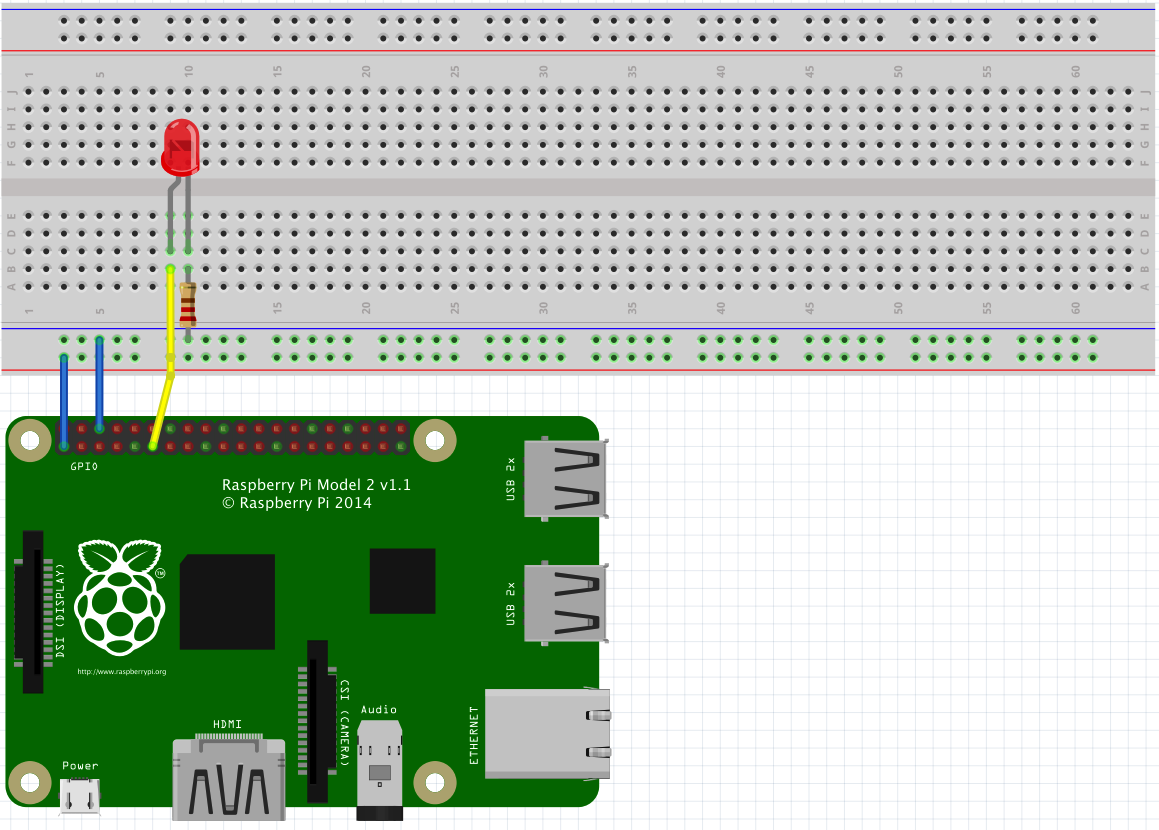 1 5 10 15 20 25 30 35 40 45 50 55 60
J J
I I
H H
G G
F F
E E
D D
C C
B B
A A
1 5 15 20 25 30 35 40 45 50 55 60
GPIO
Raspberry Pi Model 2 v1.1
© Raspberry Pi 2014
USB 2x
DSI (DISPLAY)
TM
USB 2x
http://www.raspberrypi.org
CSI (CAMERA)
Audio
ETHERNET
HDMI
Power